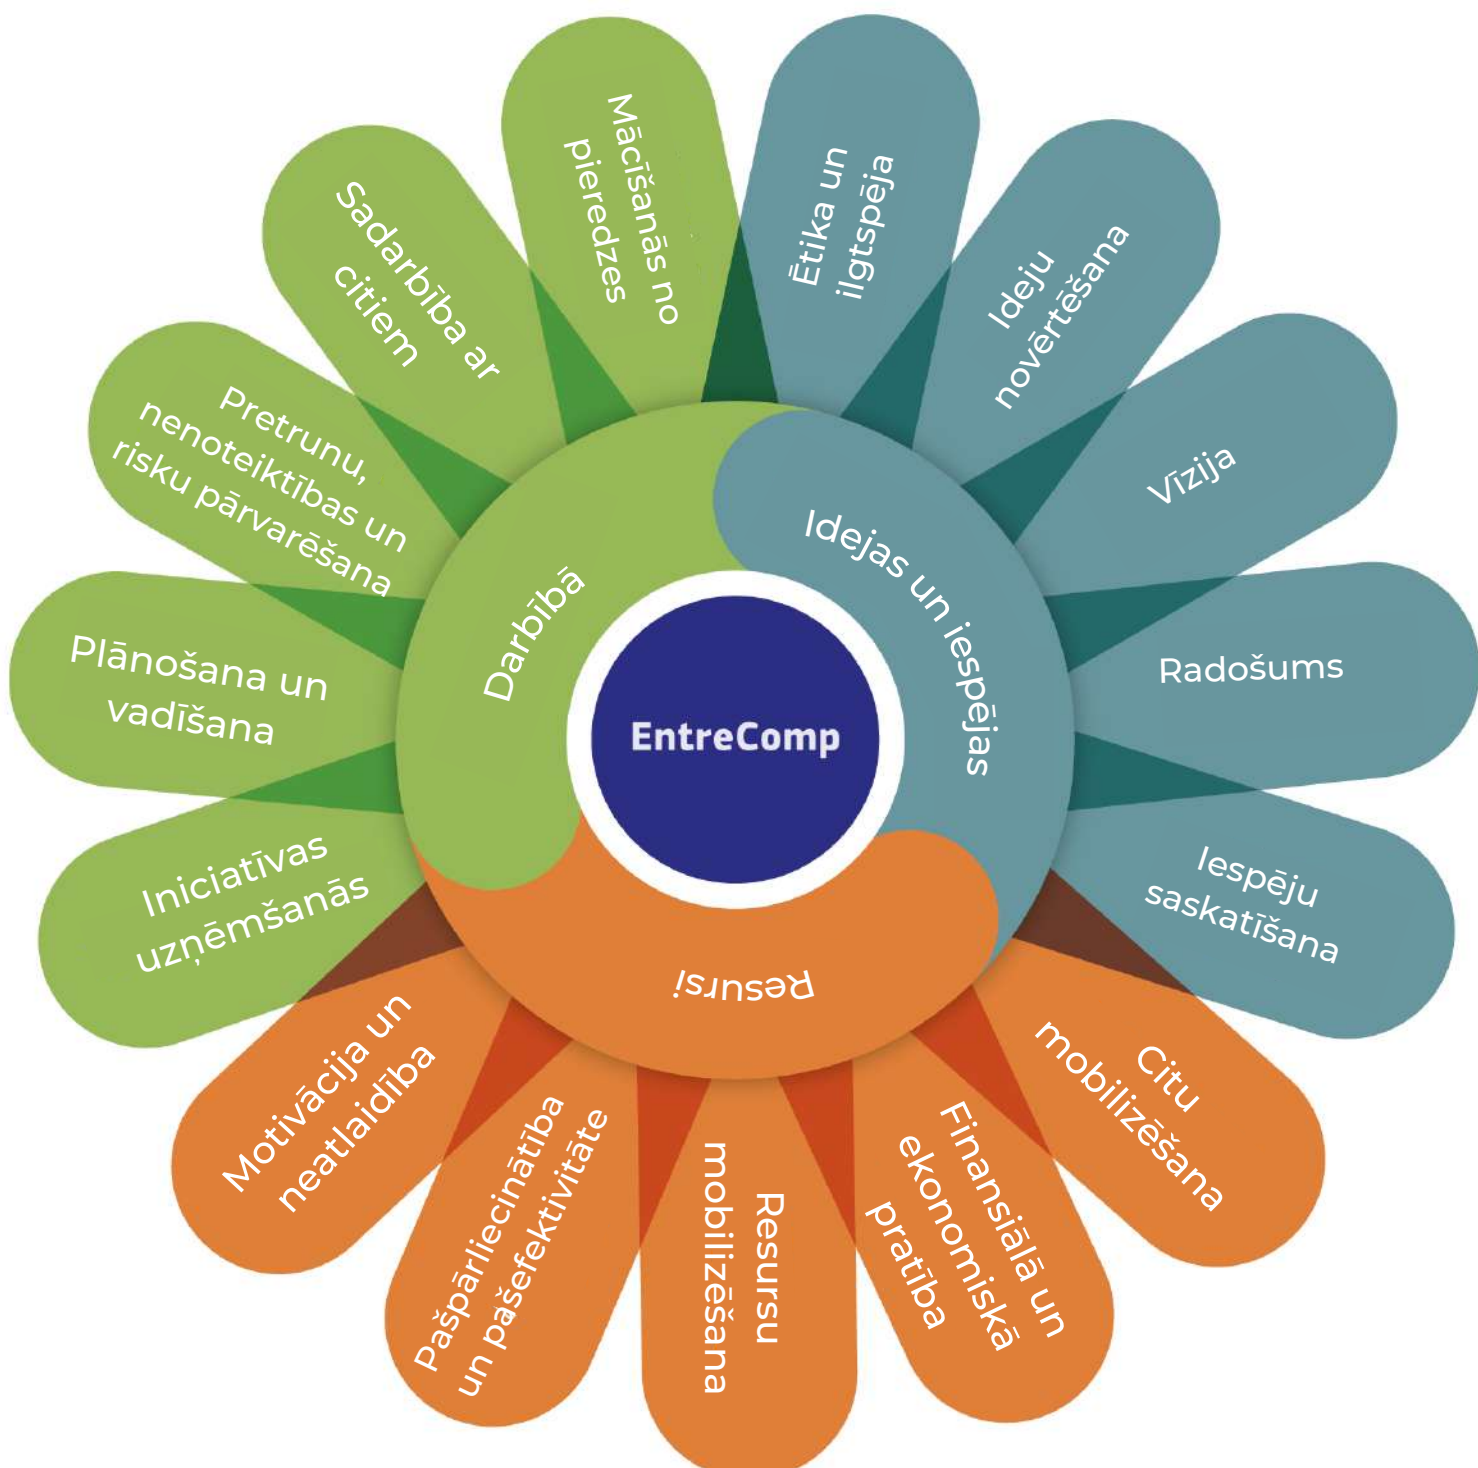 EntreComp
Idejas un iespējas
Ētika un
ilgtspēja
Ideju
novērtēšana
Vīzija
Radošums
Iespēju
saskatīšana
Resursi
Citu
mobilizēšana
Finansiālā un
ekonomiskā
pratība
Resursu
mobilizēšana
Pašpārliecinātība
un pašefektivitāte
Motivācija un
neatlaidība
Darbībā
Iniciatīvas
uzņēmšanās
Plānošana un
vadīšana
Pretrunu,
nenoteiktības un
risku pārvarēšana
Sadarbība ar
citiem
Mācīšanās no
pieredzes